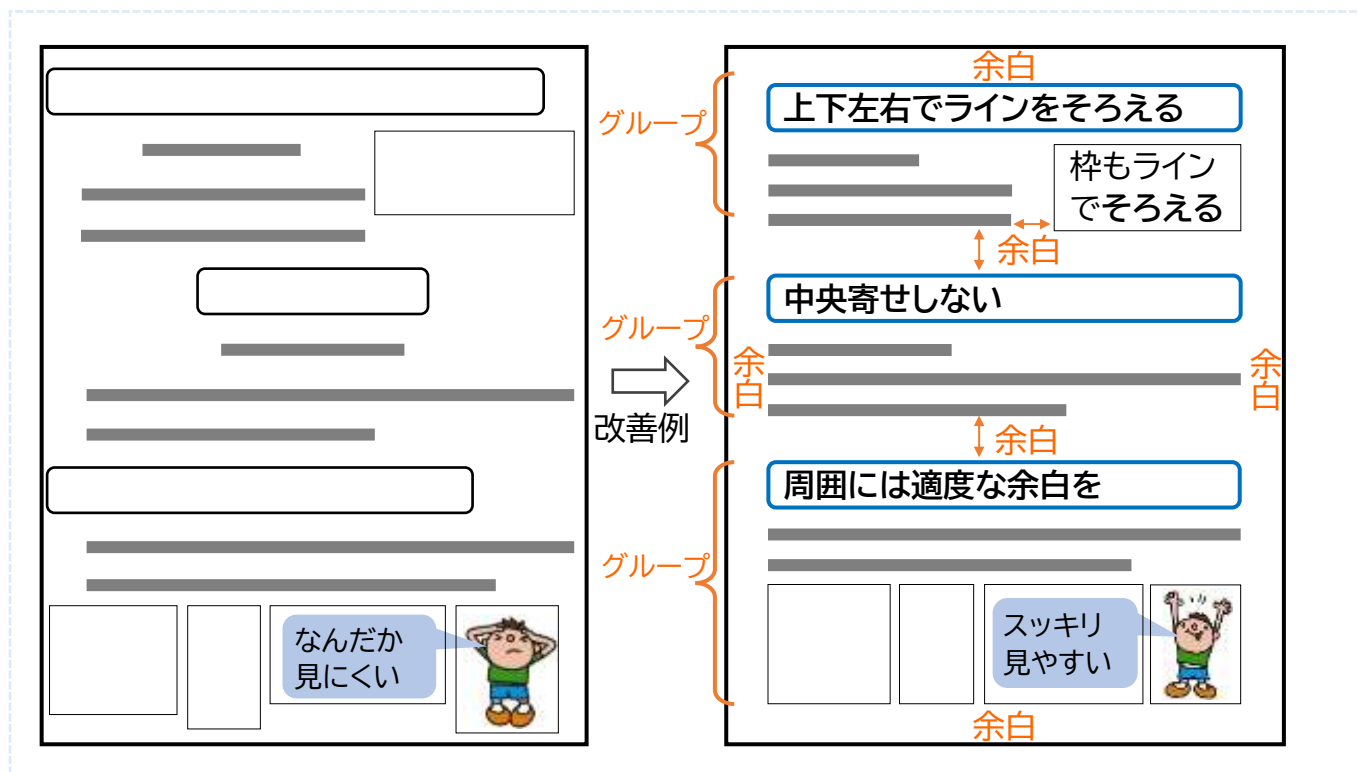 なんだか
見にくい
改善例
余白
グループ
上下左右でラインをそろえる
枠もライン
でそろえる
余白
グループ
中央寄せしない
余白
余白
余白
グループ
周囲には適度な余白を
スッキリ
見やすい
余白